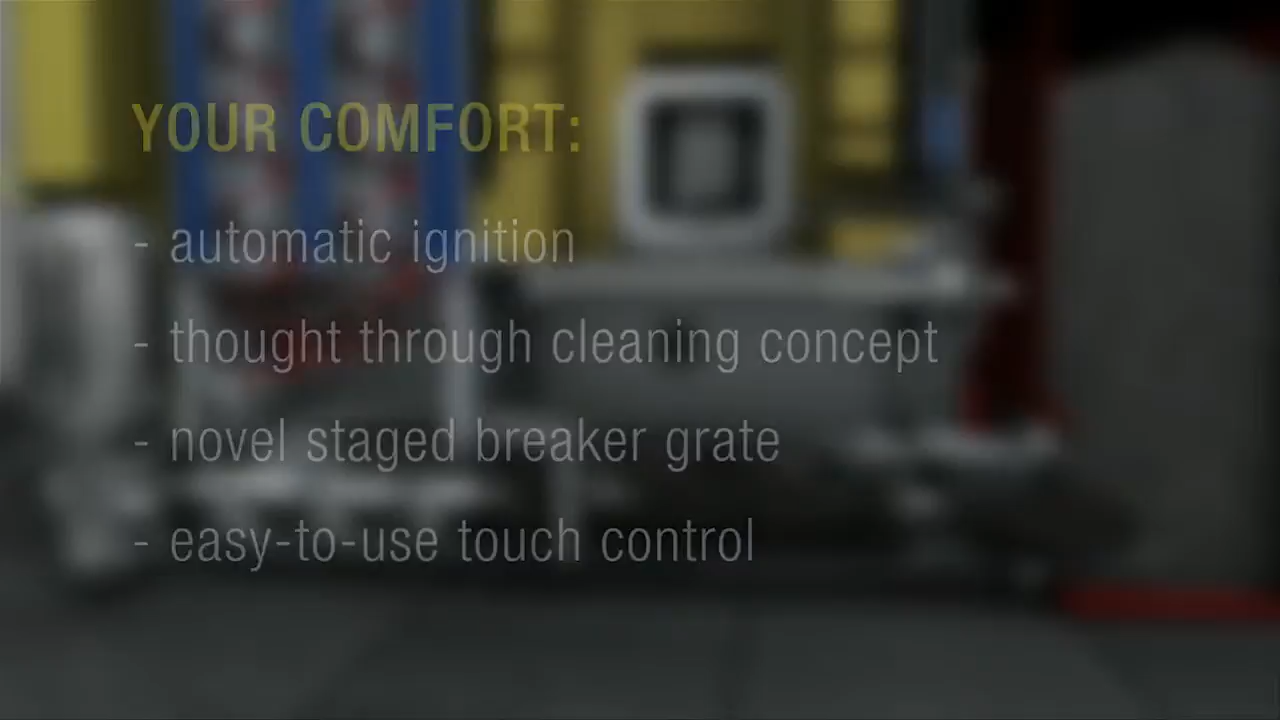 YOUR COMFORT:
- automatic ignition
- thought through cleaning concept
- novel staged breaker grate
- easy-to-use touch control